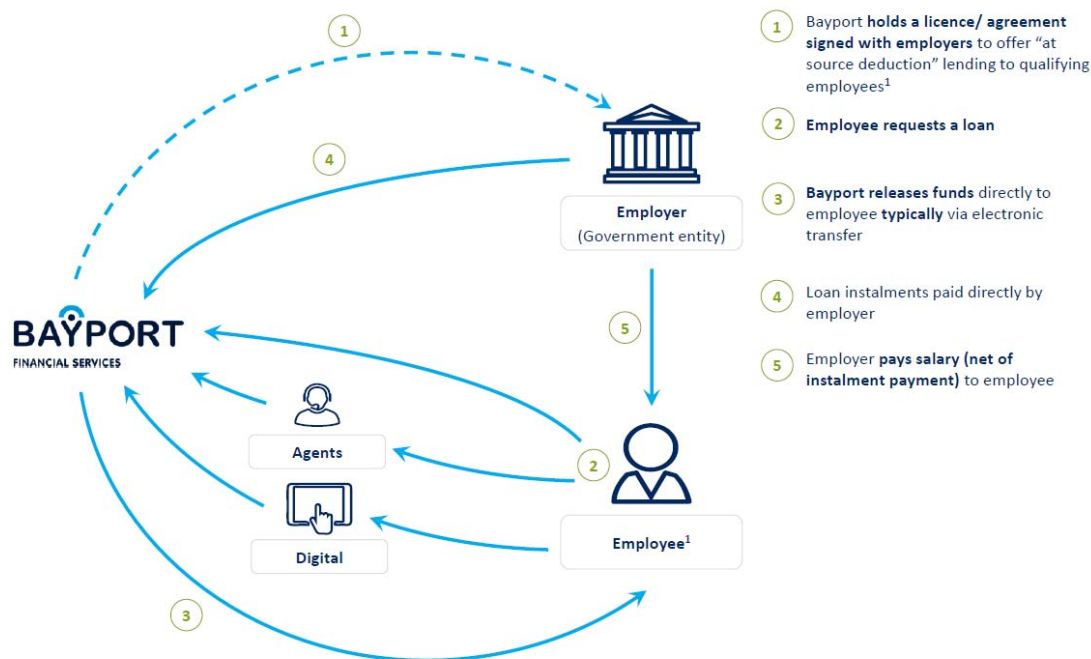 1
Bayport holds a licence/ agreement
signed with employers to offer “at
source deduction” lending to qualifying
employees1
2
Employee requests a loan
3
Bayport releases funds directly to
employee typically via electronic
transfer
4
Loan instalments paid directly by
employer
5
Employer pays salary (net of
instalment payment) to employee
1
4
Employer
(Government entity)
5
BAYPORT
FINANCIAL SERVICES
Agents
2
Digital
Employee1
3